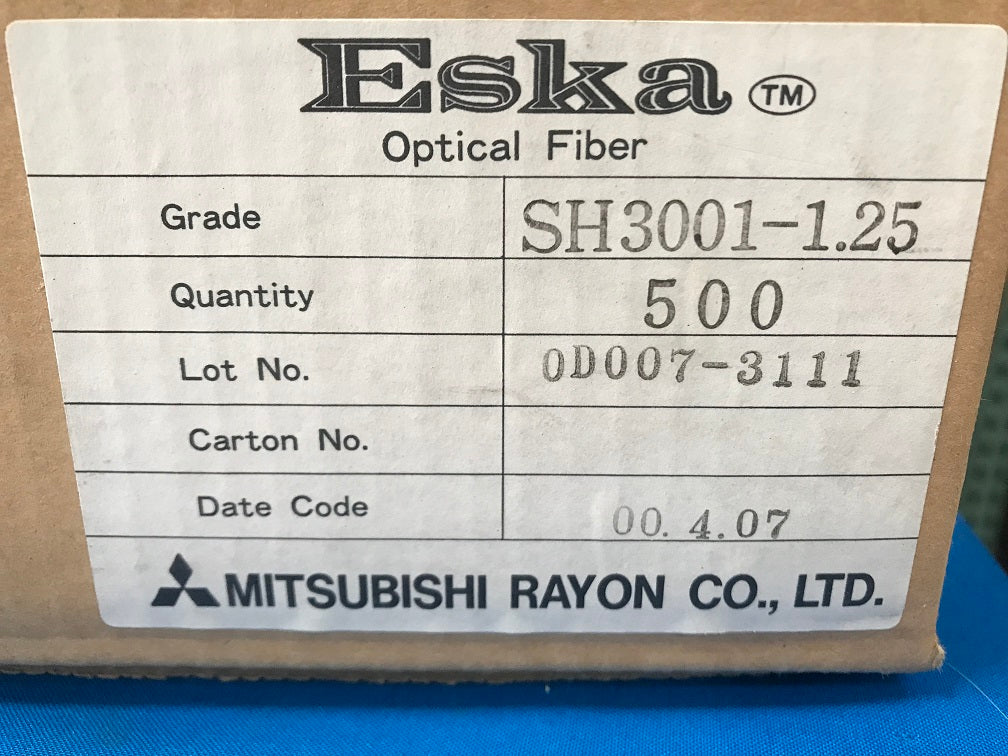 Eska TM
Optical Fiber
Grade SH3001-1.25
Quantity 500
Lot No. 0D007-3111
Carton No.
Date Code 00. 4.07
MITSUBISHI RAYON CO., LTD.